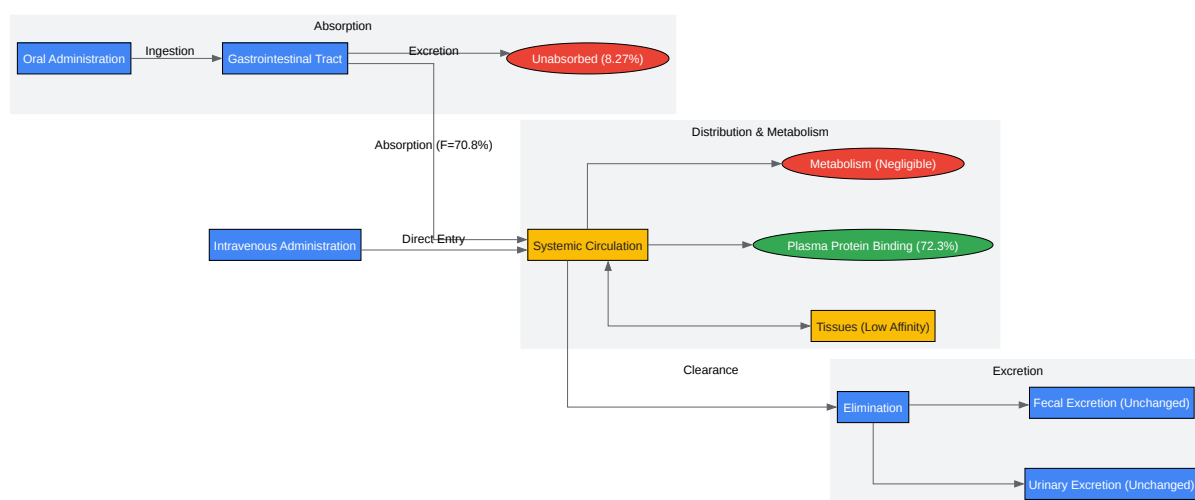 Absorption
Oral Administration
Ingestion
Gastrointestinal Tract
Excretion
Unabsorbed (8.27%)
Absorption (F=70.8%)
Distribution & Metabolism
Metabolism (Negligible)
Intravenous Administration
Direct Entry
Systemic Circulation
Plasma Protein Binding (72.3%)
Tissues (Low Affinity)
Clearance
Excretion
Elimination
Fecal Excretion (Unchanged)
Urinary Excretion (Unchanged)